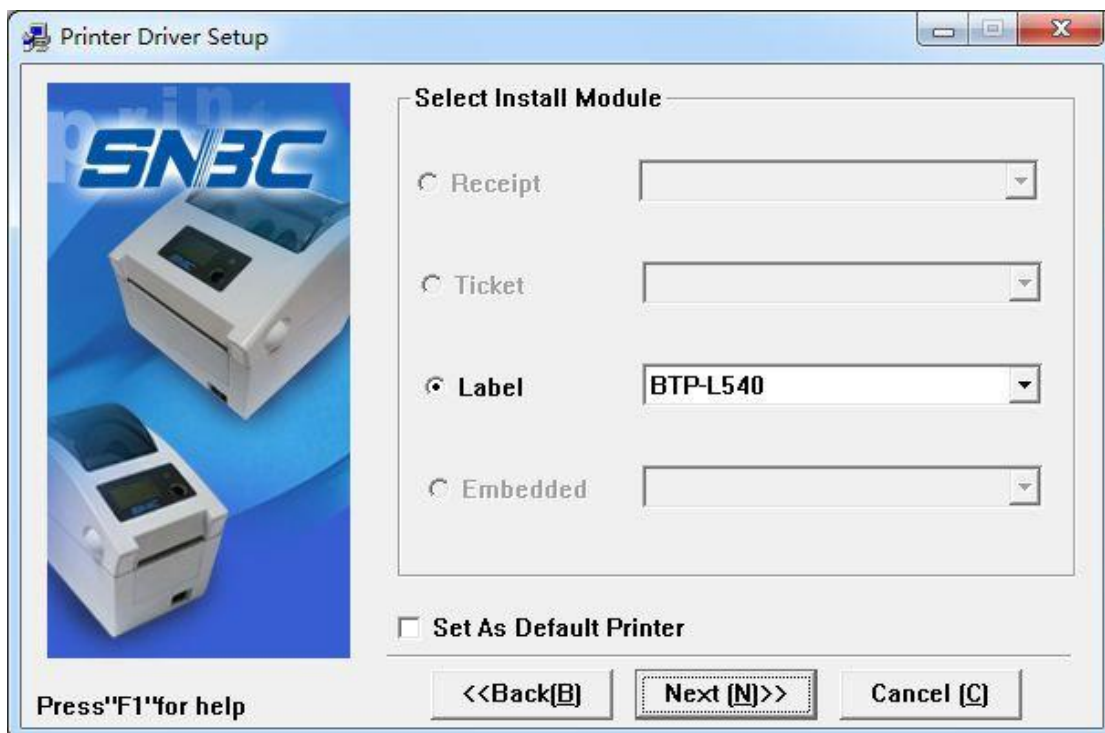 Printer Driver Setup
print
SNBC
Select Install Module
Receipt
Ticket
Label BTP-L540
Embedded
Set As Default Printer
Press"F1"for help
<<Back(B) Next (N)>> Cancel (C)